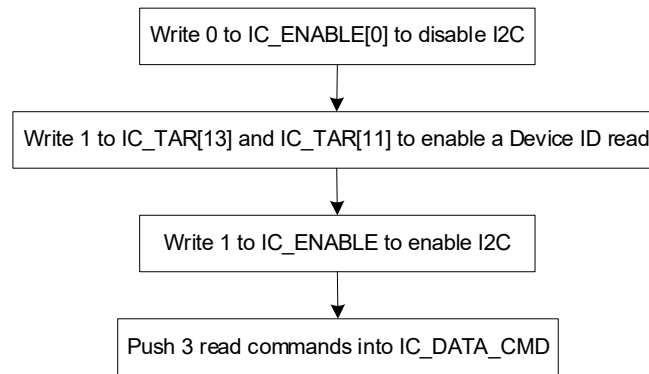 Write 0 to IC_ENABLE[0] to disable I2C
Write 1 to IC_TAR[13] and IC_TAR[11] to enable a Device ID read
Write 1 to IC_ENABLE to enable I2C
Push 3 read commands into IC_DATA_CMD